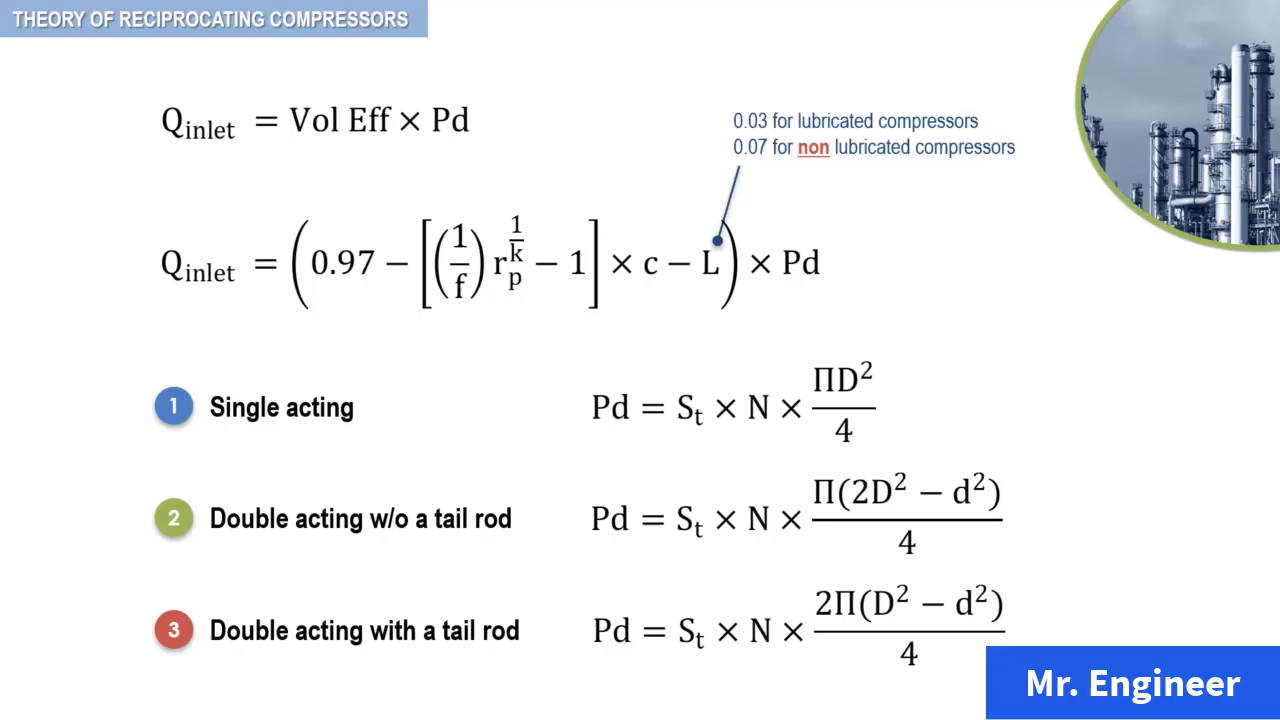 THEORY OF RECIPROCATING COMPRESSORS
Q_inlet = Vol Eff × Pd
0.03 for lubricated compressors
0.07 for non lubricated compressors
Q_inlet = (0.97 − [(1/f) r_p^(1/k) − 1] × c − L) × Pd
1 Single acting Pd = S_t × N × ΠD²/4
2 Double acting w/o a tail rod Pd = S_t × N × Π(2D² − d²)/4
3 Double acting with a tail rod Pd = S_t × N × 2Π(D² − d²)/4
Mr. Engineer